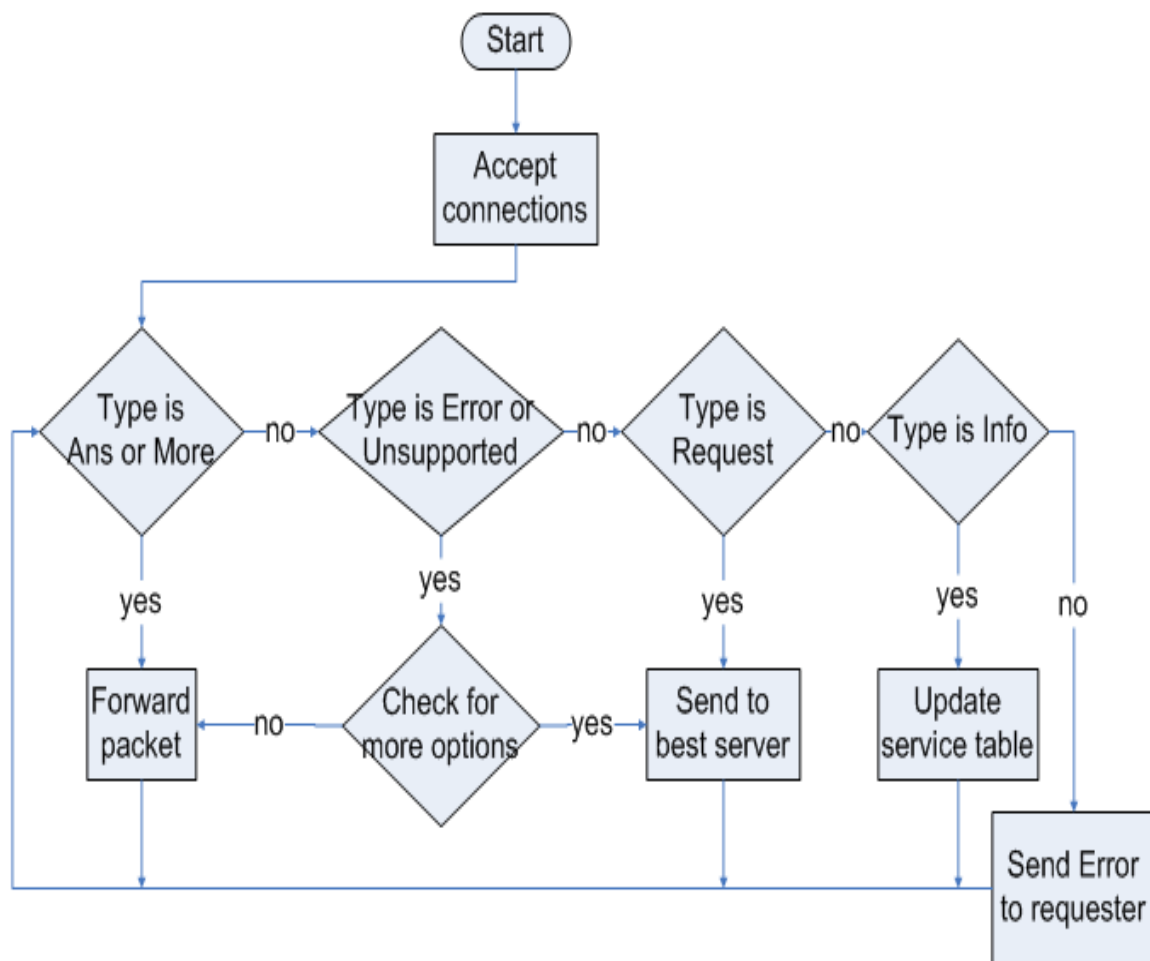 Start
Accept
connections
Type is
Ans or More
no
Type is Error or
Unsupported
no
Type is
Request
no
Type is Info
yes
yes
yes
yes
no
Forward
packet
no
Check for
more options
yes
Send to
best server
Update
service table
Send Error
to requester